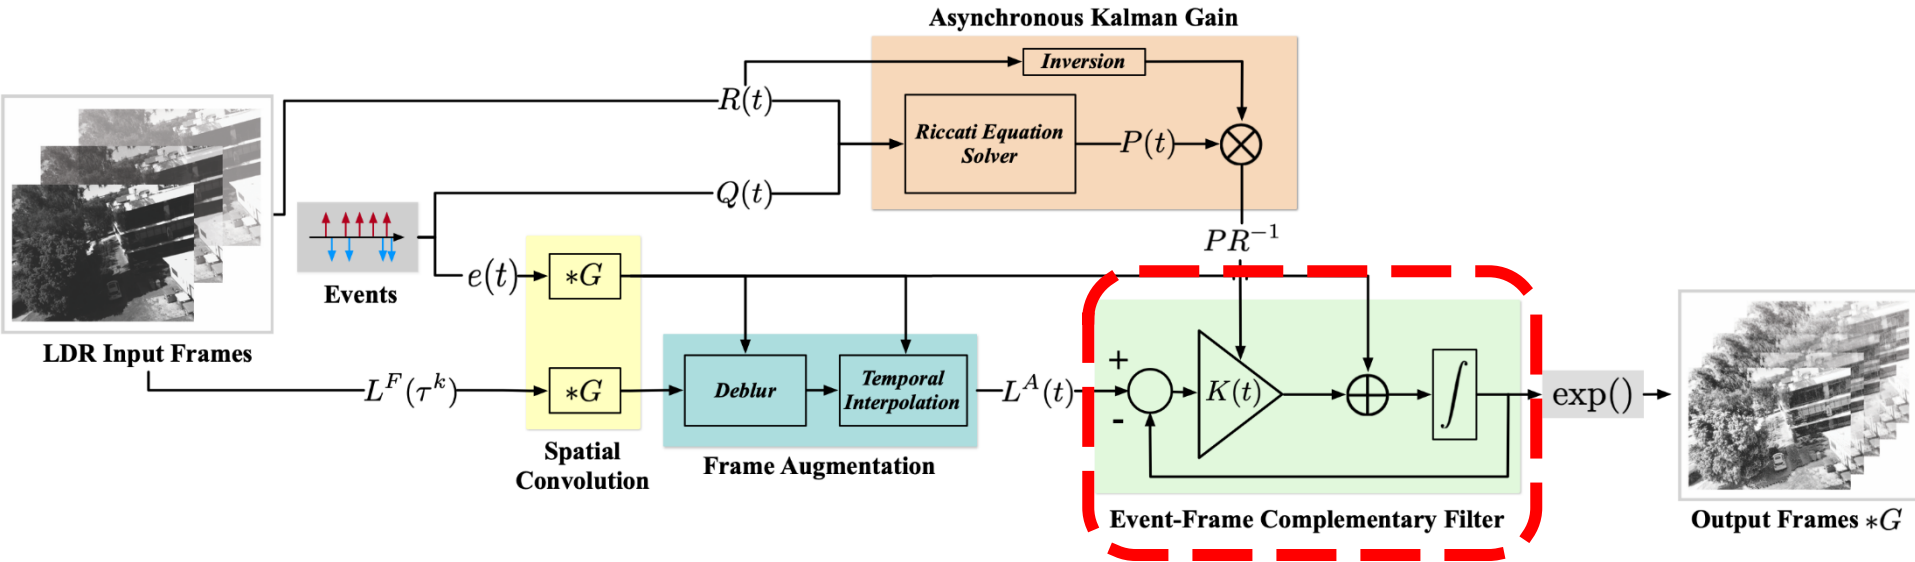 Asynchronous Kalman Gain
Inversion
R(t)
Riccati Equation
Solver
P(t)
Q(t)
PR⁻¹
e(t)
*G
Events
LDR Input Frames
L^F(τ^k)
*G
Deblur
Temporal
Interpolation
L^A(t)
+
-
K(t)
∫
exp()
Spatial
Convolution
Frame Augmentation
Event-Frame Complementary Filter
Output Frames *G